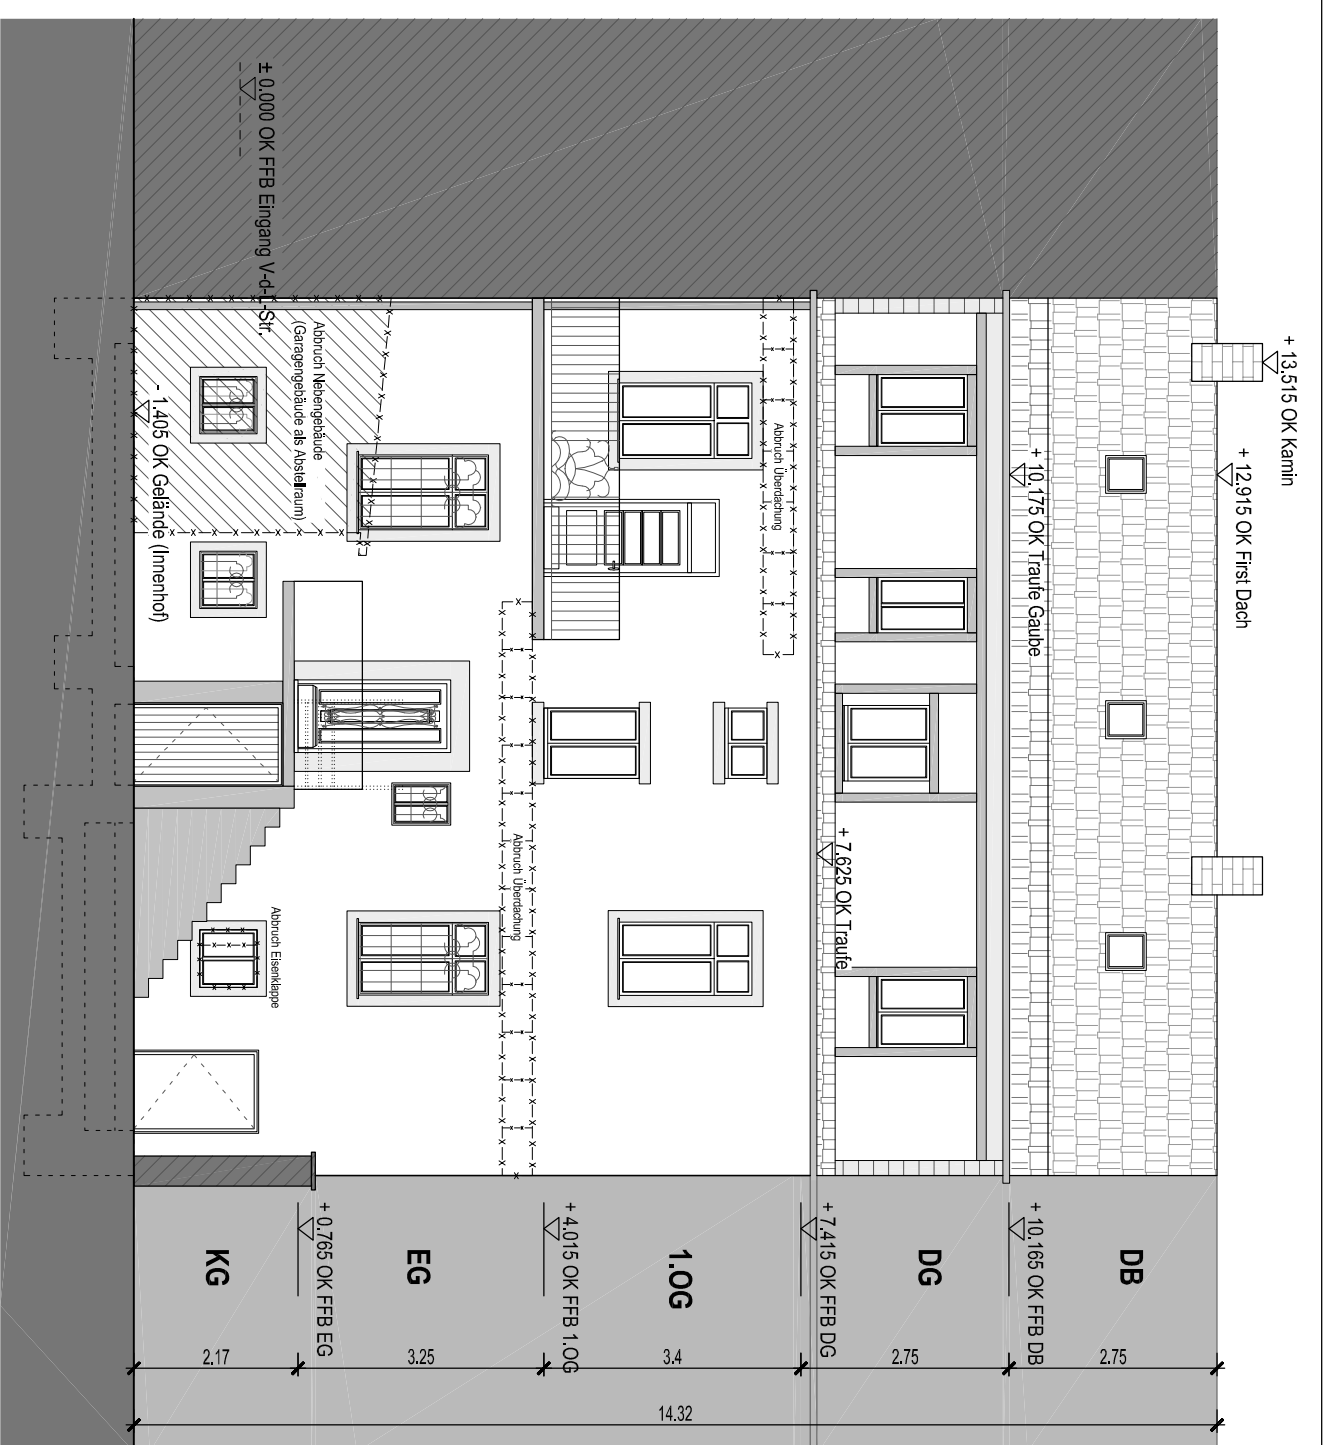 + 13.515 OK Kamin
+ 12.915 OK First Dach
+ 10.175 OK Traufe Gaube
+ 7.625 OK Traufe
Abbruch Überdachung
Abbruch Überdachung
Abbruch Nebengebäude
(Garagengebäude als Abstellraum)
Abbruch Eisenklappe
± 0.000 OK FFB Eingang V-d-L-Str.
- 1.405 OK Gelände (Innenhof)
DB
+ 10.165 OK FFB DB
DG
+ 7.415 OK FFB DG
1.OG
+ 4.015 OK FFB 1.OG
EG
+ 0.765 OK FFB EG
KG
2.75
2.75
3.4
3.25
2.17
14.32